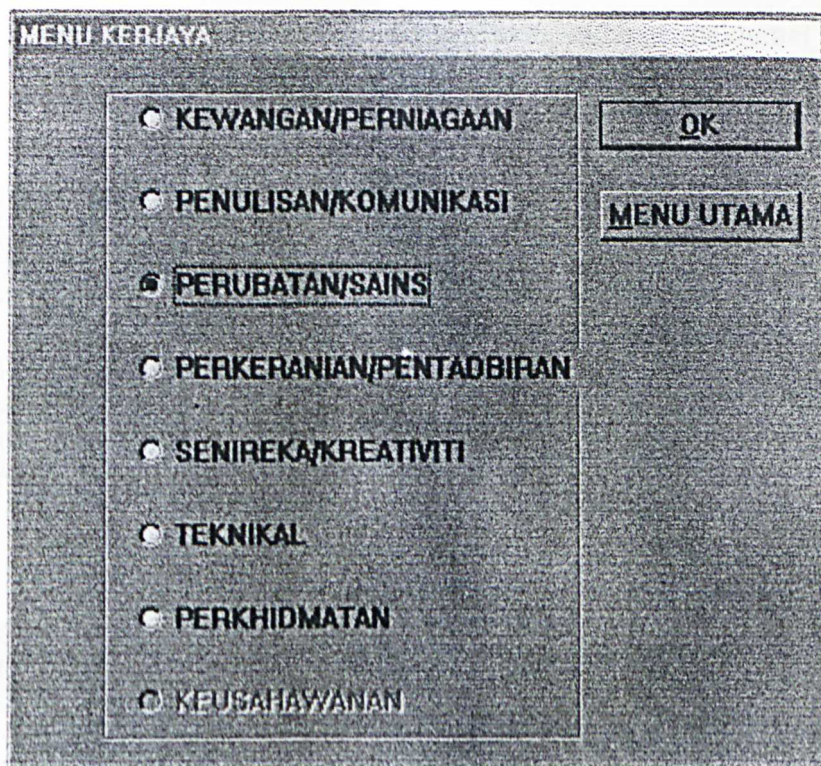 MENU KERJAYA
KEWANGAN/PERNIAGAAN
OK
PENULISAN/KOMUNIKASI
MENU UTAMA
PERUBATAN/SAINS
PERKERANIAN/PENTADBIRAN
SENIREKA/KREATIVITI
TEKNIKAL
PERKHIDMATAN
KEUSAHAWANAN